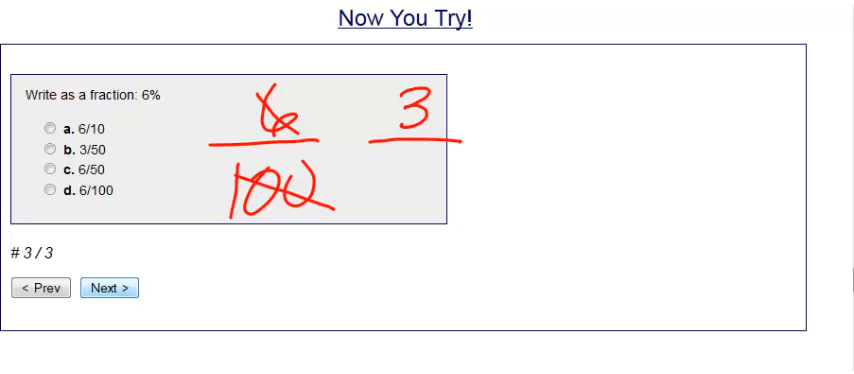 Now You Try!
Write as a fraction: 6%
a. 6/10
b. 3/50
c. 6/50
d. 6/100
6
100
3
# 3 / 3
< Prev
Next >